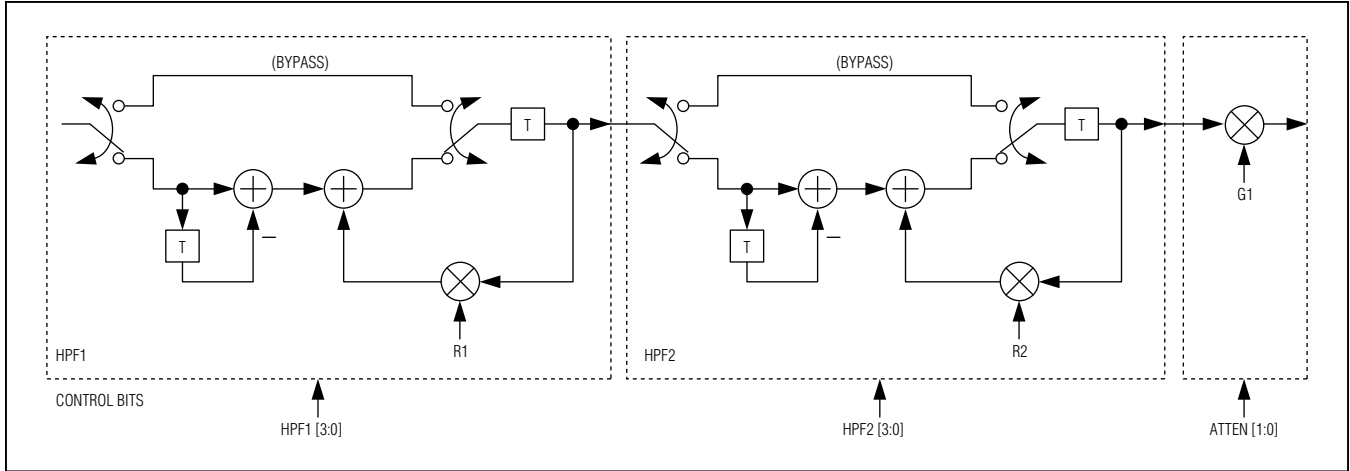 (BYPASS)
(BYPASS)
T
T
G1
T
T
R1
R2
HPF1
HPF2
CONTROL BITS
HPF1 [3:0]
HPF2 [3:0]
ATTEN [1:0]